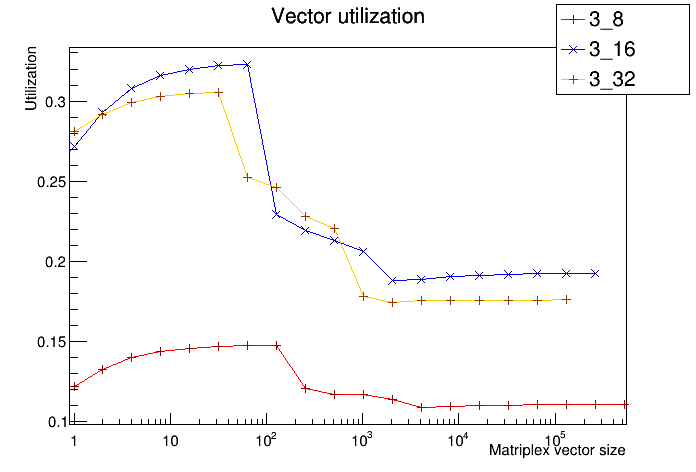 Vector utilization
3_8
3_16
3_32
Utilization
0.3
0.25
0.2
0.15
0.1
1 10 10² 10³ 10⁴ 10⁵
Matriplex vector size